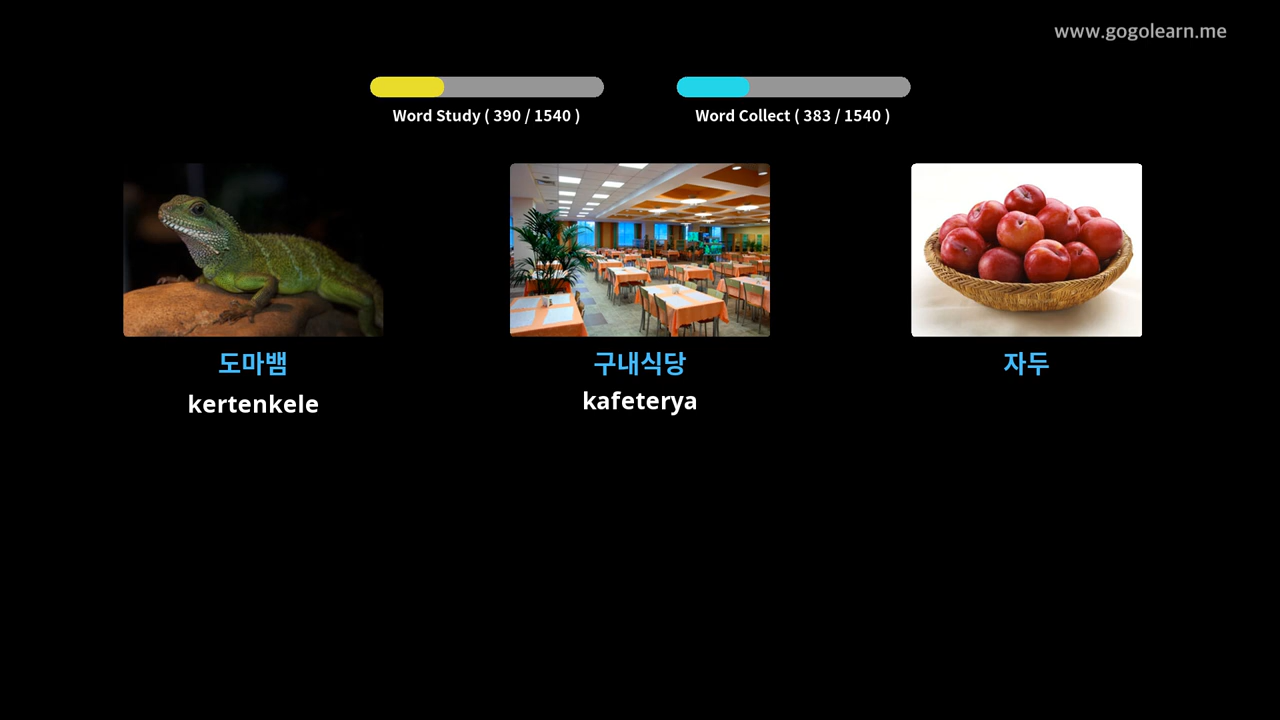 www.gogolearn.me
Word Study ( 390 / 1540 )
Word Collect ( 383 / 1540 )
도마뱀
구내식당
자두
kertenkele
kafeterya